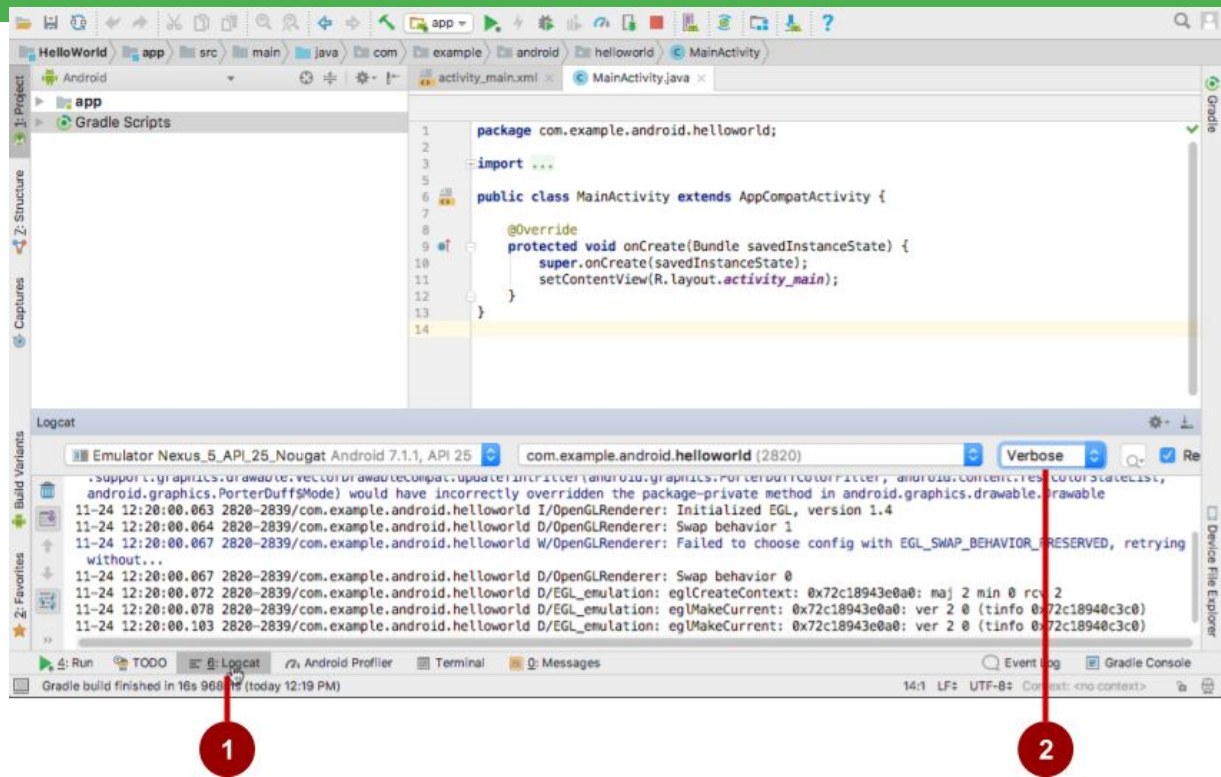 app
HelloWorld app src main java com example android helloworld MainActivity
Android
activity_main.xml MainActivity.java
1: Project
Z: Structure
Captures
Build Variants
2: Favorites
Gradle
Device File Explorer
app
Gradle Scripts
1 package com.example.android.helloworld;
2
3 import ...
5
6 public class MainActivity extends AppCompatActivity {
7
8 @Override
9 protected void onCreate(Bundle savedInstanceState) {
10 super.onCreate(savedInstanceState);
11 setContentView(R.layout.activity_main);
12 }
13 }
14
Logcat
Emulator Nexus_5_API_25_Nougat Android 7.1.1, API 25 com.example.android.helloworld (2820) Verbose Re
android.graphics.PorterDuff$Mode) would have incorrectly overridden the package-private method in android.graphics.drawable.Drawable
11-24 12:20:00.063 2820-2839/com.example.android.helloworld I/OpenGLRenderer: Initialized EGL, version 1.4
11-24 12:20:00.064 2820-2839/com.example.android.helloworld D/OpenGLRenderer: Swap behavior 1
11-24 12:20:00.067 2820-2839/com.example.android.helloworld W/OpenGLRenderer: Failed to choose config with EGL_SWAP_BEHAVIOR_PRESERVED, retrying
without...
11-24 12:20:00.067 2820-2839/com.example.android.helloworld D/OpenGLRenderer: Swap behavior 0
11-24 12:20:00.072 2820-2839/com.example.android.helloworld D/EGL_emulation: eglCreateContext: 0x72c18943e0a0: maj 2 min 0 rcv 2
11-24 12:20:00.078 2820-2839/com.example.android.helloworld D/EGL_emulation: eglMakeCurrent: 0x72c18943e0a0: ver 2 0 (tinfo 0x72c18940c3c0)
11-24 12:20:00.103 2820-2839/com.example.android.helloworld D/EGL_emulation: eglMakeCurrent: 0x72c18943e0a0: ver 2 0 (tinfo 0x72c18940c3c0)
4: Run TODO 6: Logcat Android Profiler Terminal 0: Messages Event Log Gradle Console
Gradle build finished in 16s 968ms (today 12:19 PM) 14:1 LF UTF-8 Context: <no context>
1 2